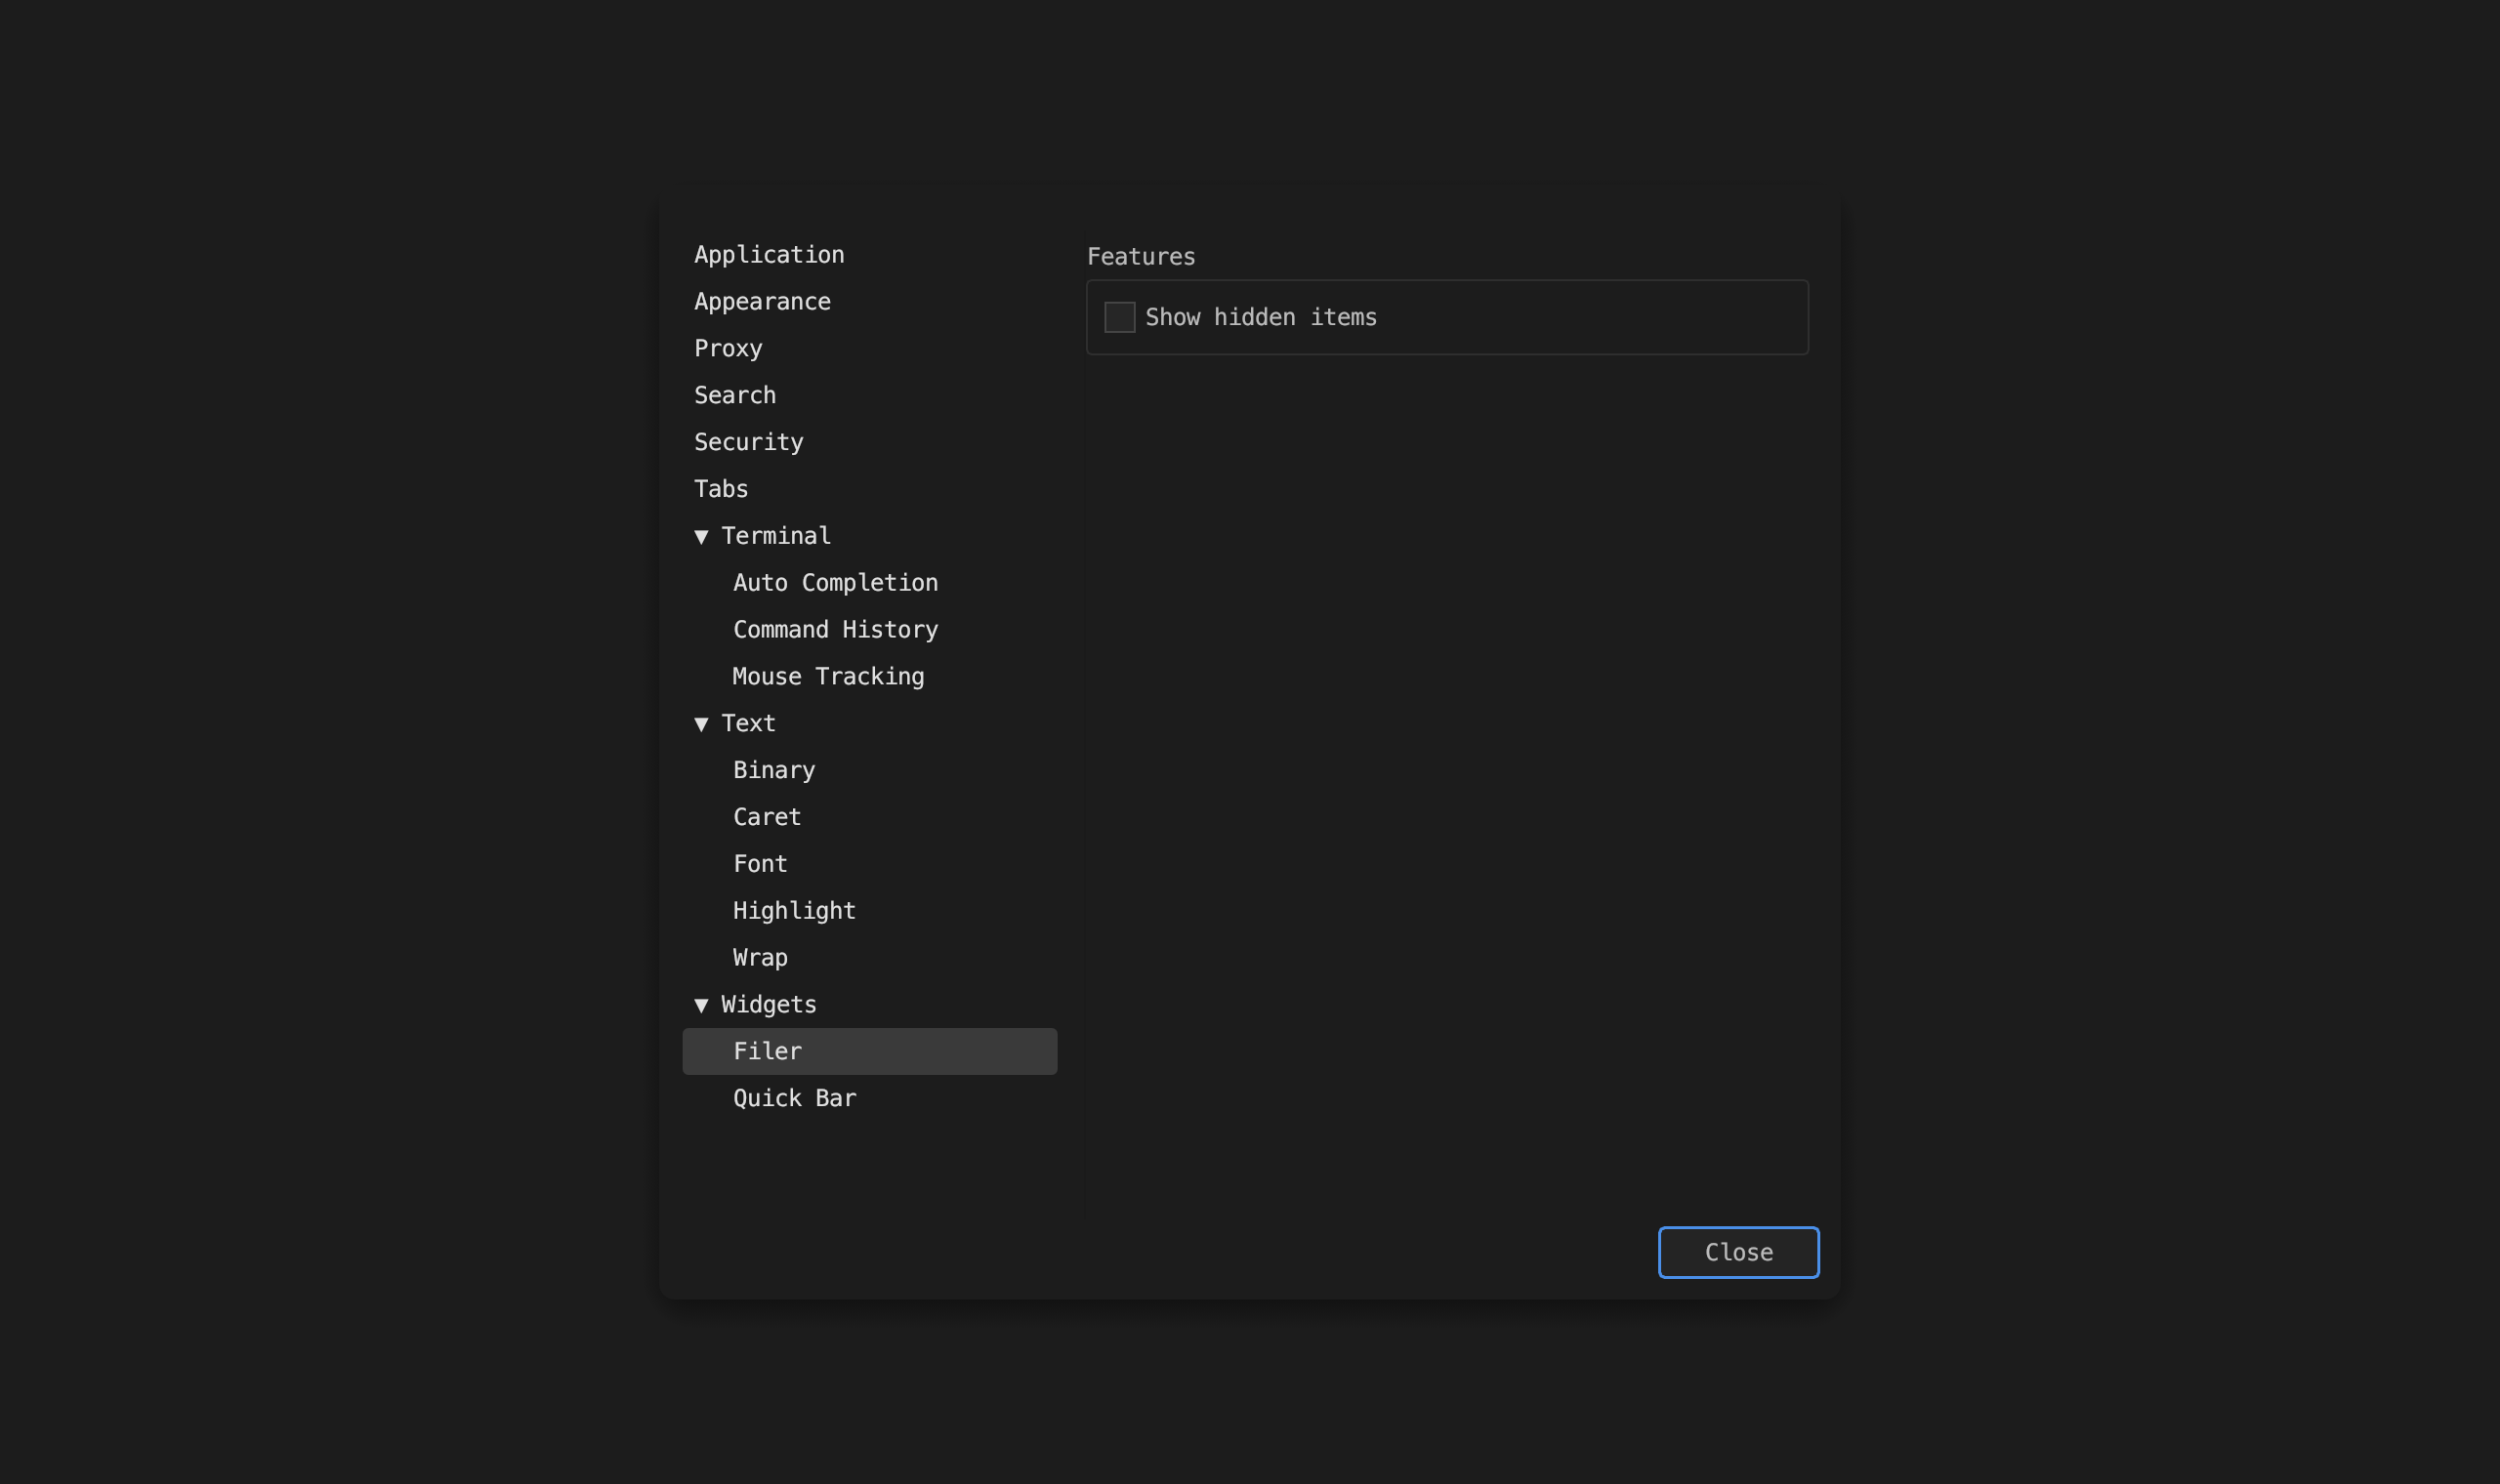 Application
Appearance
Proxy
Search
Security
Tabs
▼ Terminal
Auto Completion
Command History
Mouse Tracking
▼ Text
Binary
Caret
Font
Highlight
Wrap
▼ Widgets
Filer
Quick Bar
Features
Show hidden items
Close